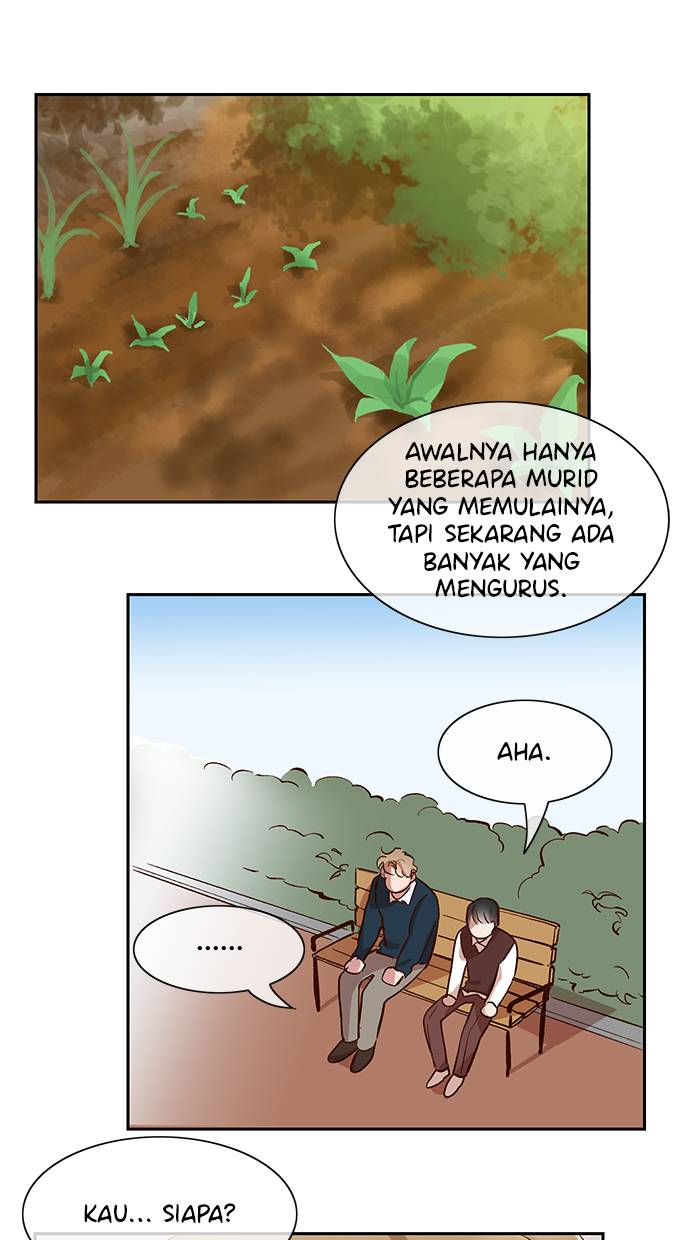 AWALNYA HANYA
BEBERAPA MURID
YANG MEMULAINYA,
TAPI SEKARANG ADA
BANYAK YANG
MENGURUS.
AHA.
......
KAU... SIAPA?